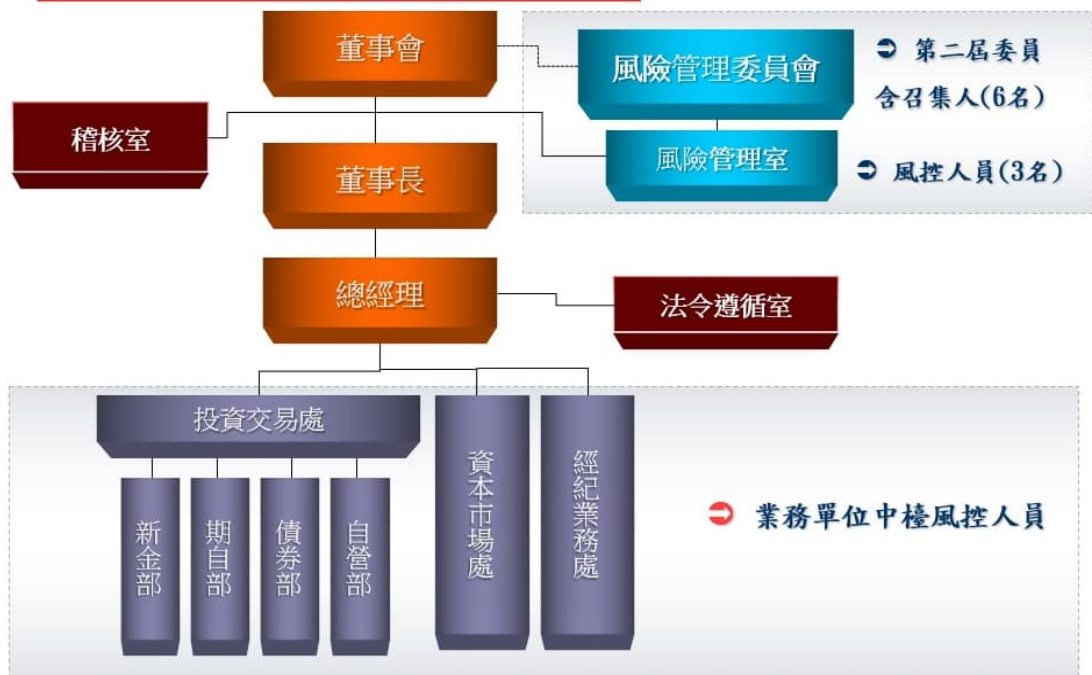 董事會
風險管理委員會
➲ 第二屆委員
含召集人(6名)
稽核室
董事長
風險管理室
➲ 風控人員(3名)
總經理
法令遵循室
投資交易處
新金部
期自部
債券部
自營部
資本市場處
經紀業務處
➲ 業務單位中檯風控人員